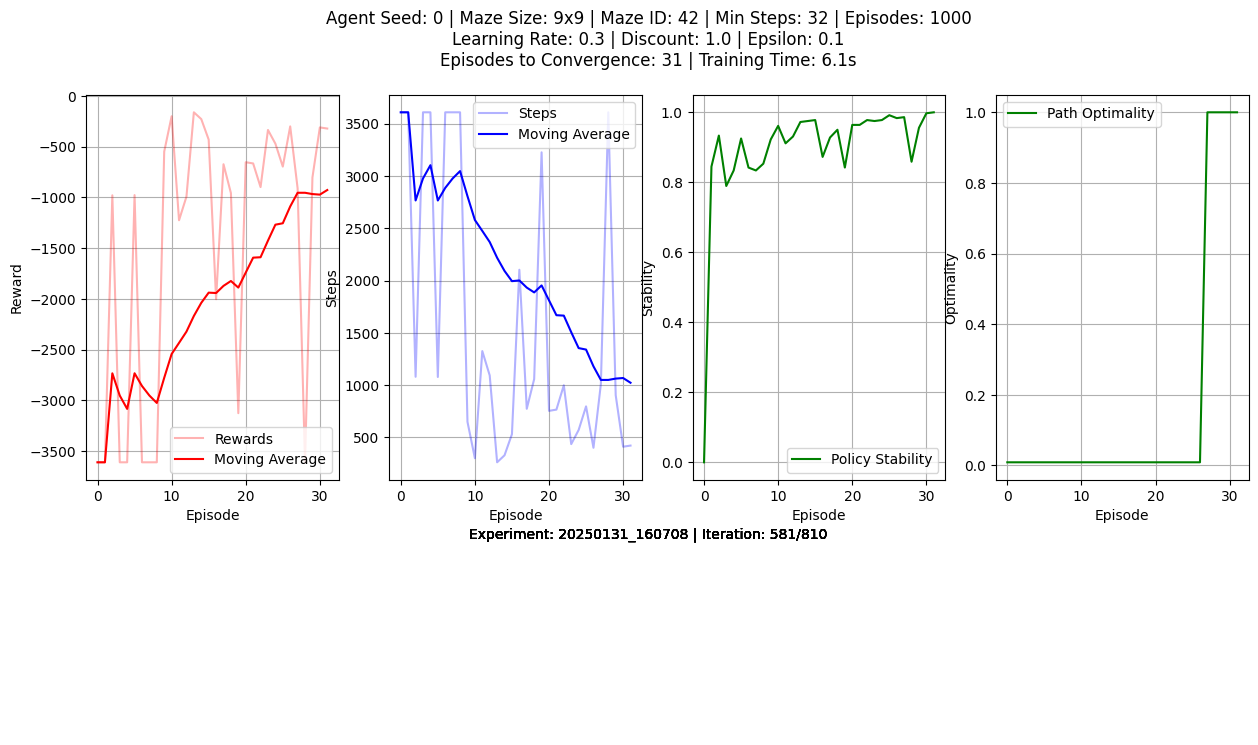 Agent Seed: 0 | Maze Size: 9x9 | Maze ID: 42 | Min Steps: 32 | Episodes: 1000
Learning Rate: 0.3 | Discount: 1.0 | Epsilon: 0.1
Episodes to Convergence: 31 | Training Time: 6.1s
Reward
0
−500
−1000
−1500
−2000
−2500
−3000
−3500
Rewards
Moving Average
0
10
20
30
Episode
Steps
3500
3000
2500
2000
1500
1000
500
Steps
Moving Average
0
10
20
30
Episode
Stability
1.0
0.8
0.6
0.4
0.2
0.0
Policy Stability
0
10
20
30
Episode
Optimality
1.0
0.8
0.6
0.4
0.2
0.0
Path Optimality
0
10
20
30
Episode
Experiment: 20250131_160708 | Iteration: 581/810